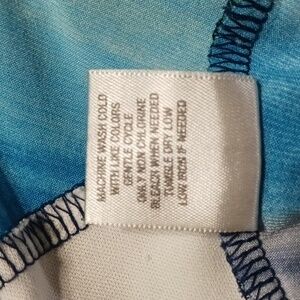 MACHINE WASH COLD
WITH LIKE COLORS
GENTLE CYCLE
ONLY NON CHLORINE
BLEACH WHEN NEEDED
TUMBLE DRY LOW
LOW IRON IF NEEDED